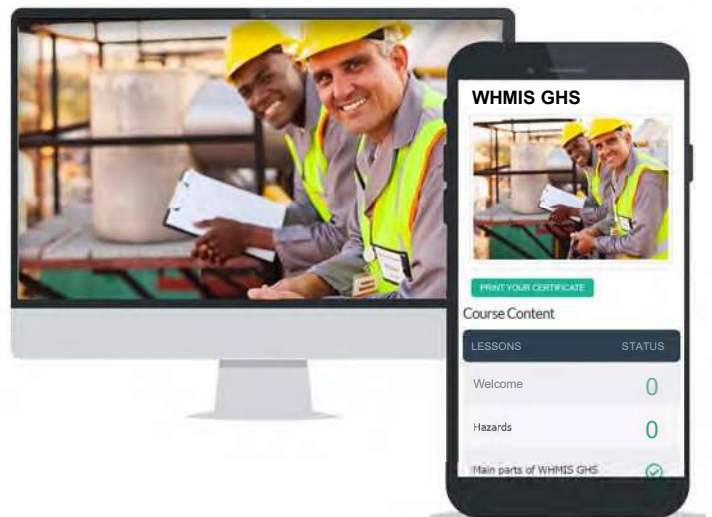 WHMIS GHS
PRINT YOUR CERTIFICATE
Course Content
LESSONS STATUS
Welcome 0
Hazards 0
Main parts of WHMIS GHS